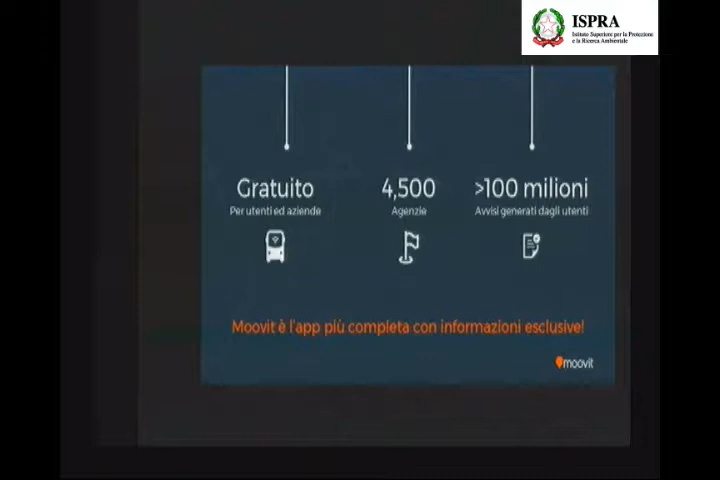 ISPRA
Istituto Superiore per la Protezione
e la Ricerca Ambientale
Gratuito
Per utenti ed aziende
4,500
Agenzie
>100 milioni
Avvisi generati dagli utenti
Moovit è l'app più completa con informazioni esclusive!
moovit